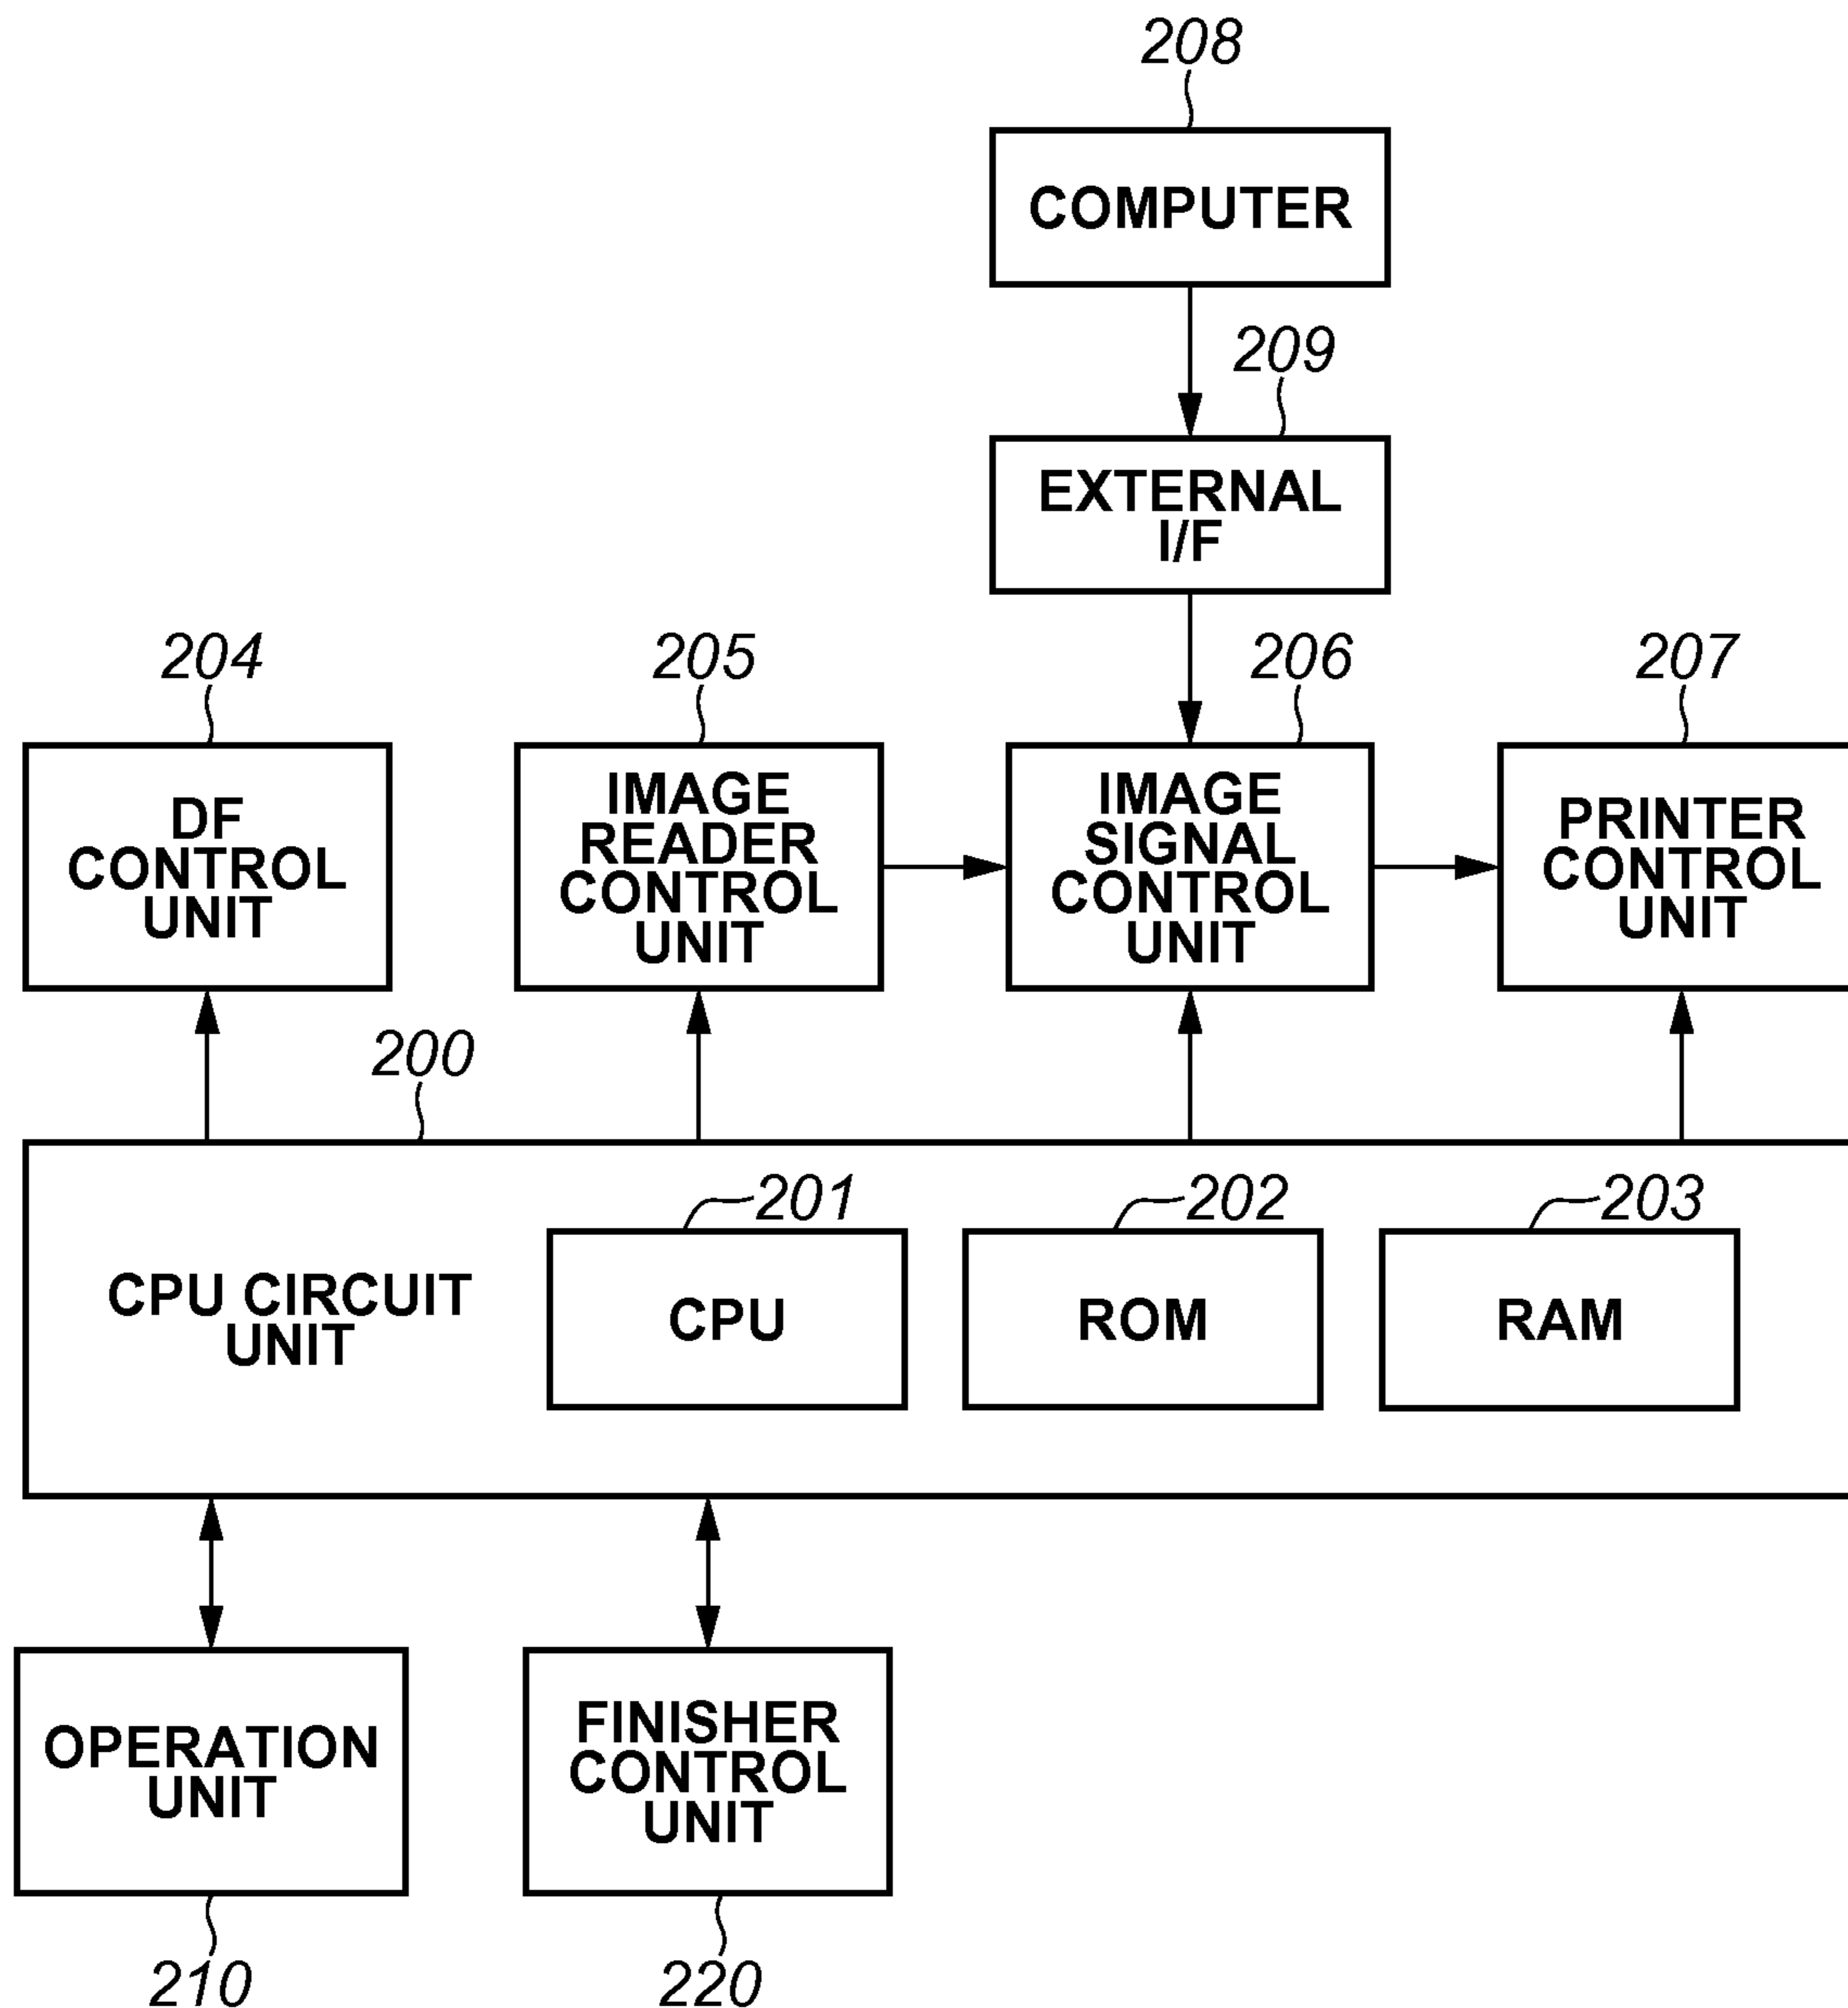 208
COMPUTER
209
EXTERNAL
I/F
204
205
206
207
DF
CONTROL
UNIT
IMAGE
READER
CONTROL
UNIT
IMAGE
SIGNAL
CONTROL
UNIT
PRINTER
CONTROL
UNIT
200
201
202
203
CPU CIRCUIT
UNIT
CPU
ROM
RAM
OPERATION
UNIT
FINISHER
CONTROL
UNIT
210
220